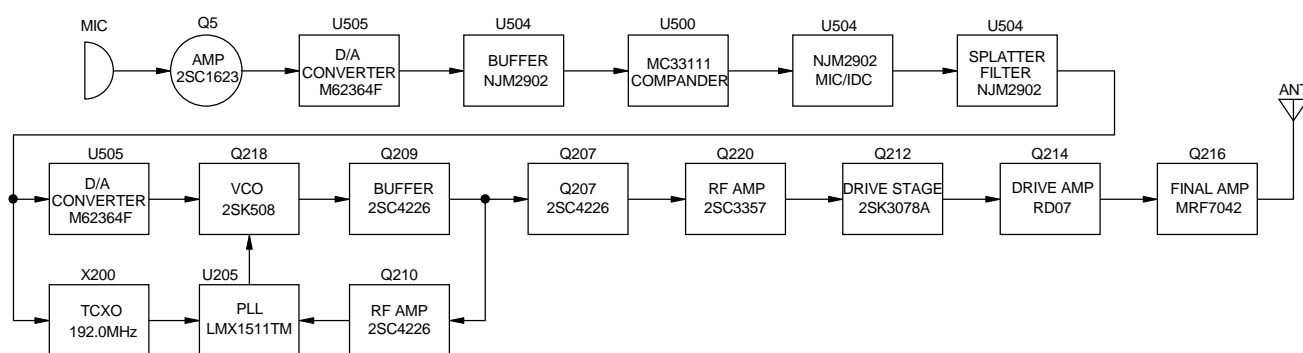 MIC
Q5
AMP
2SC1623
U505
D/A
CONVERTER
M62364F
U504
BUFFER
NJM2902
U500
MC33111
COMPANDER
U504
NJM2902
MIC/IDC
U504
SPLATTER
FILTER
NJM2902
ANT
U505
D/A
CONVERTER
M62364F
Q218
VCO
2SK508
Q209
BUFFER
2SC4226
Q207
Q207
2SC4226
Q220
RF AMP
2SC3357
Q212
DRIVE STAGE
2SK3078A
Q214
DRIVE AMP
RD07
Q216
FINAL AMP
MRF7042
X200
TCXO
192.0MHz
U205
PLL
LMX1511TM
Q210
RF AMP
2SC4226